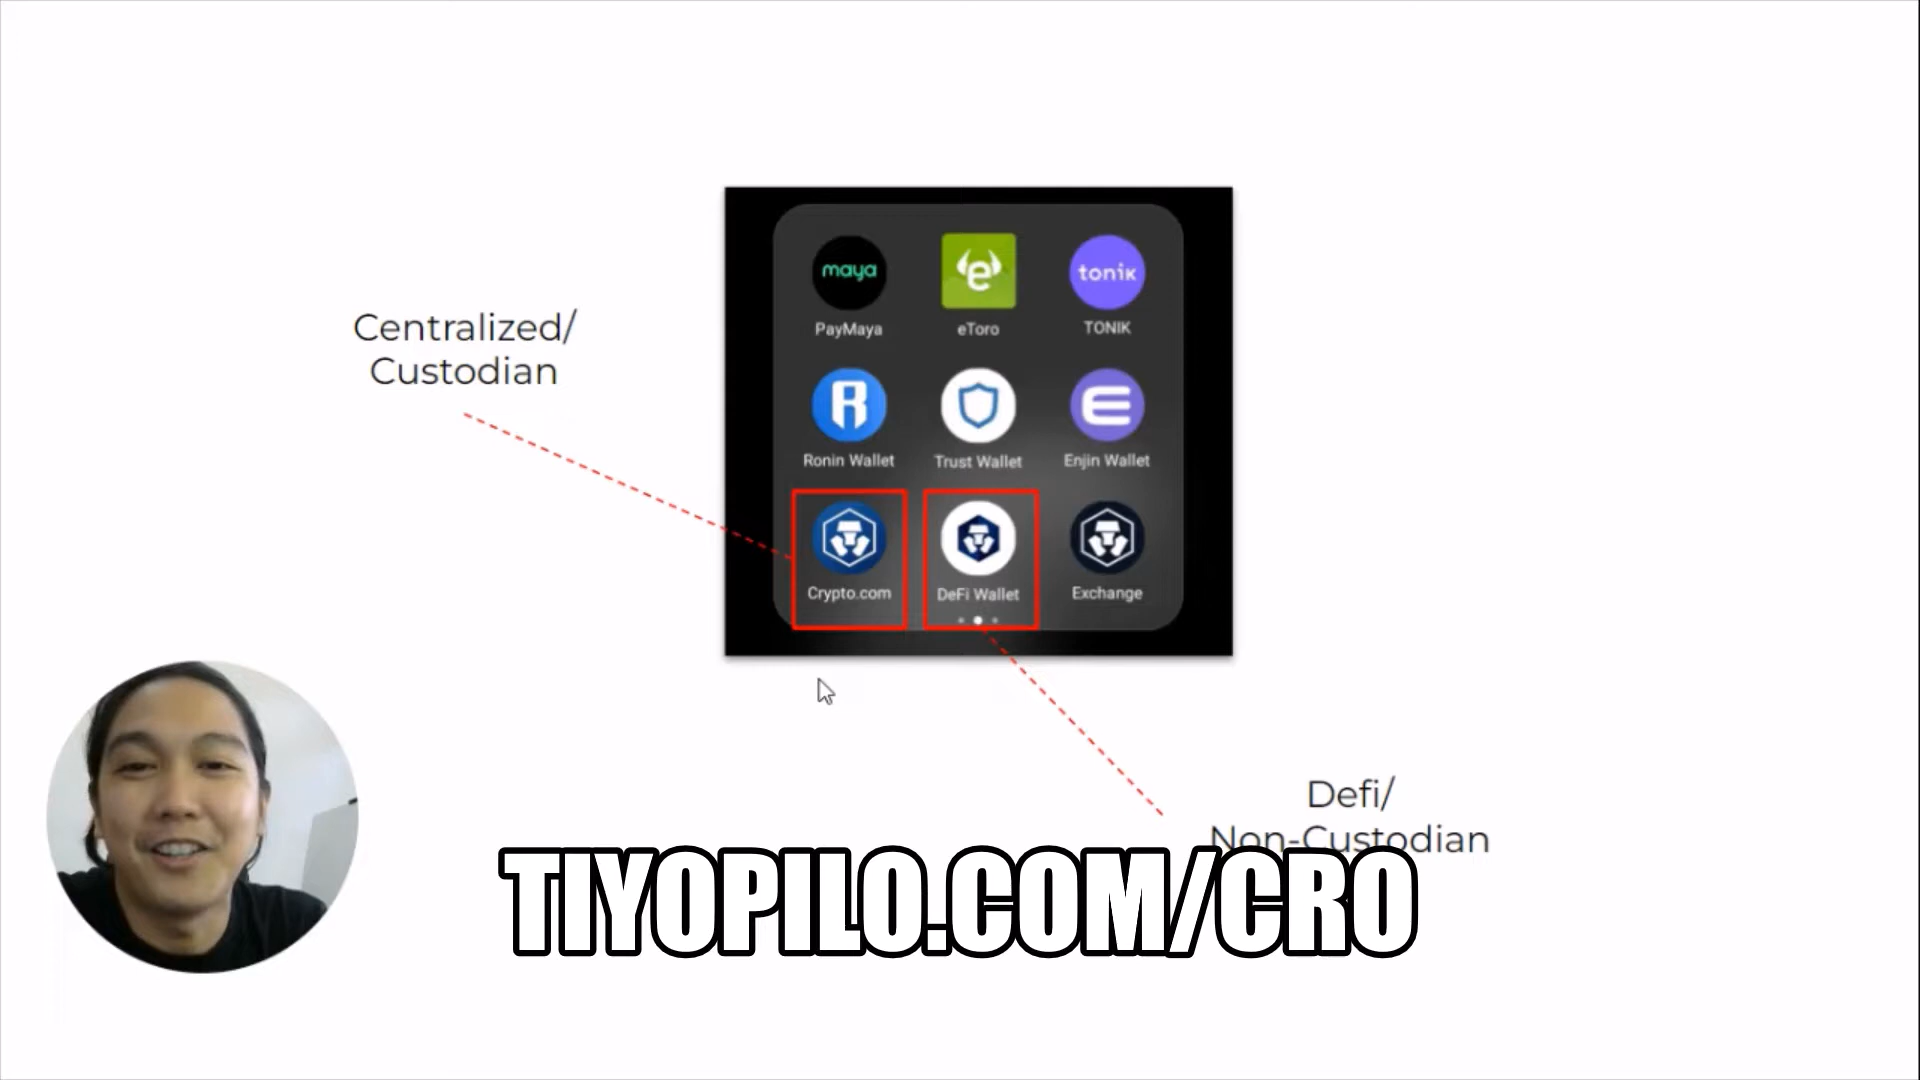 maya
e
tonik
PayMaya
eToro
TONIK
Centralized/
Custodian
Ronin Wallet
Trust Wallet
Enjin Wallet
Crypto.com
DeFi Wallet
Exchange
Defi/
Non-Custodian
TIYOPILO.COM/CRO